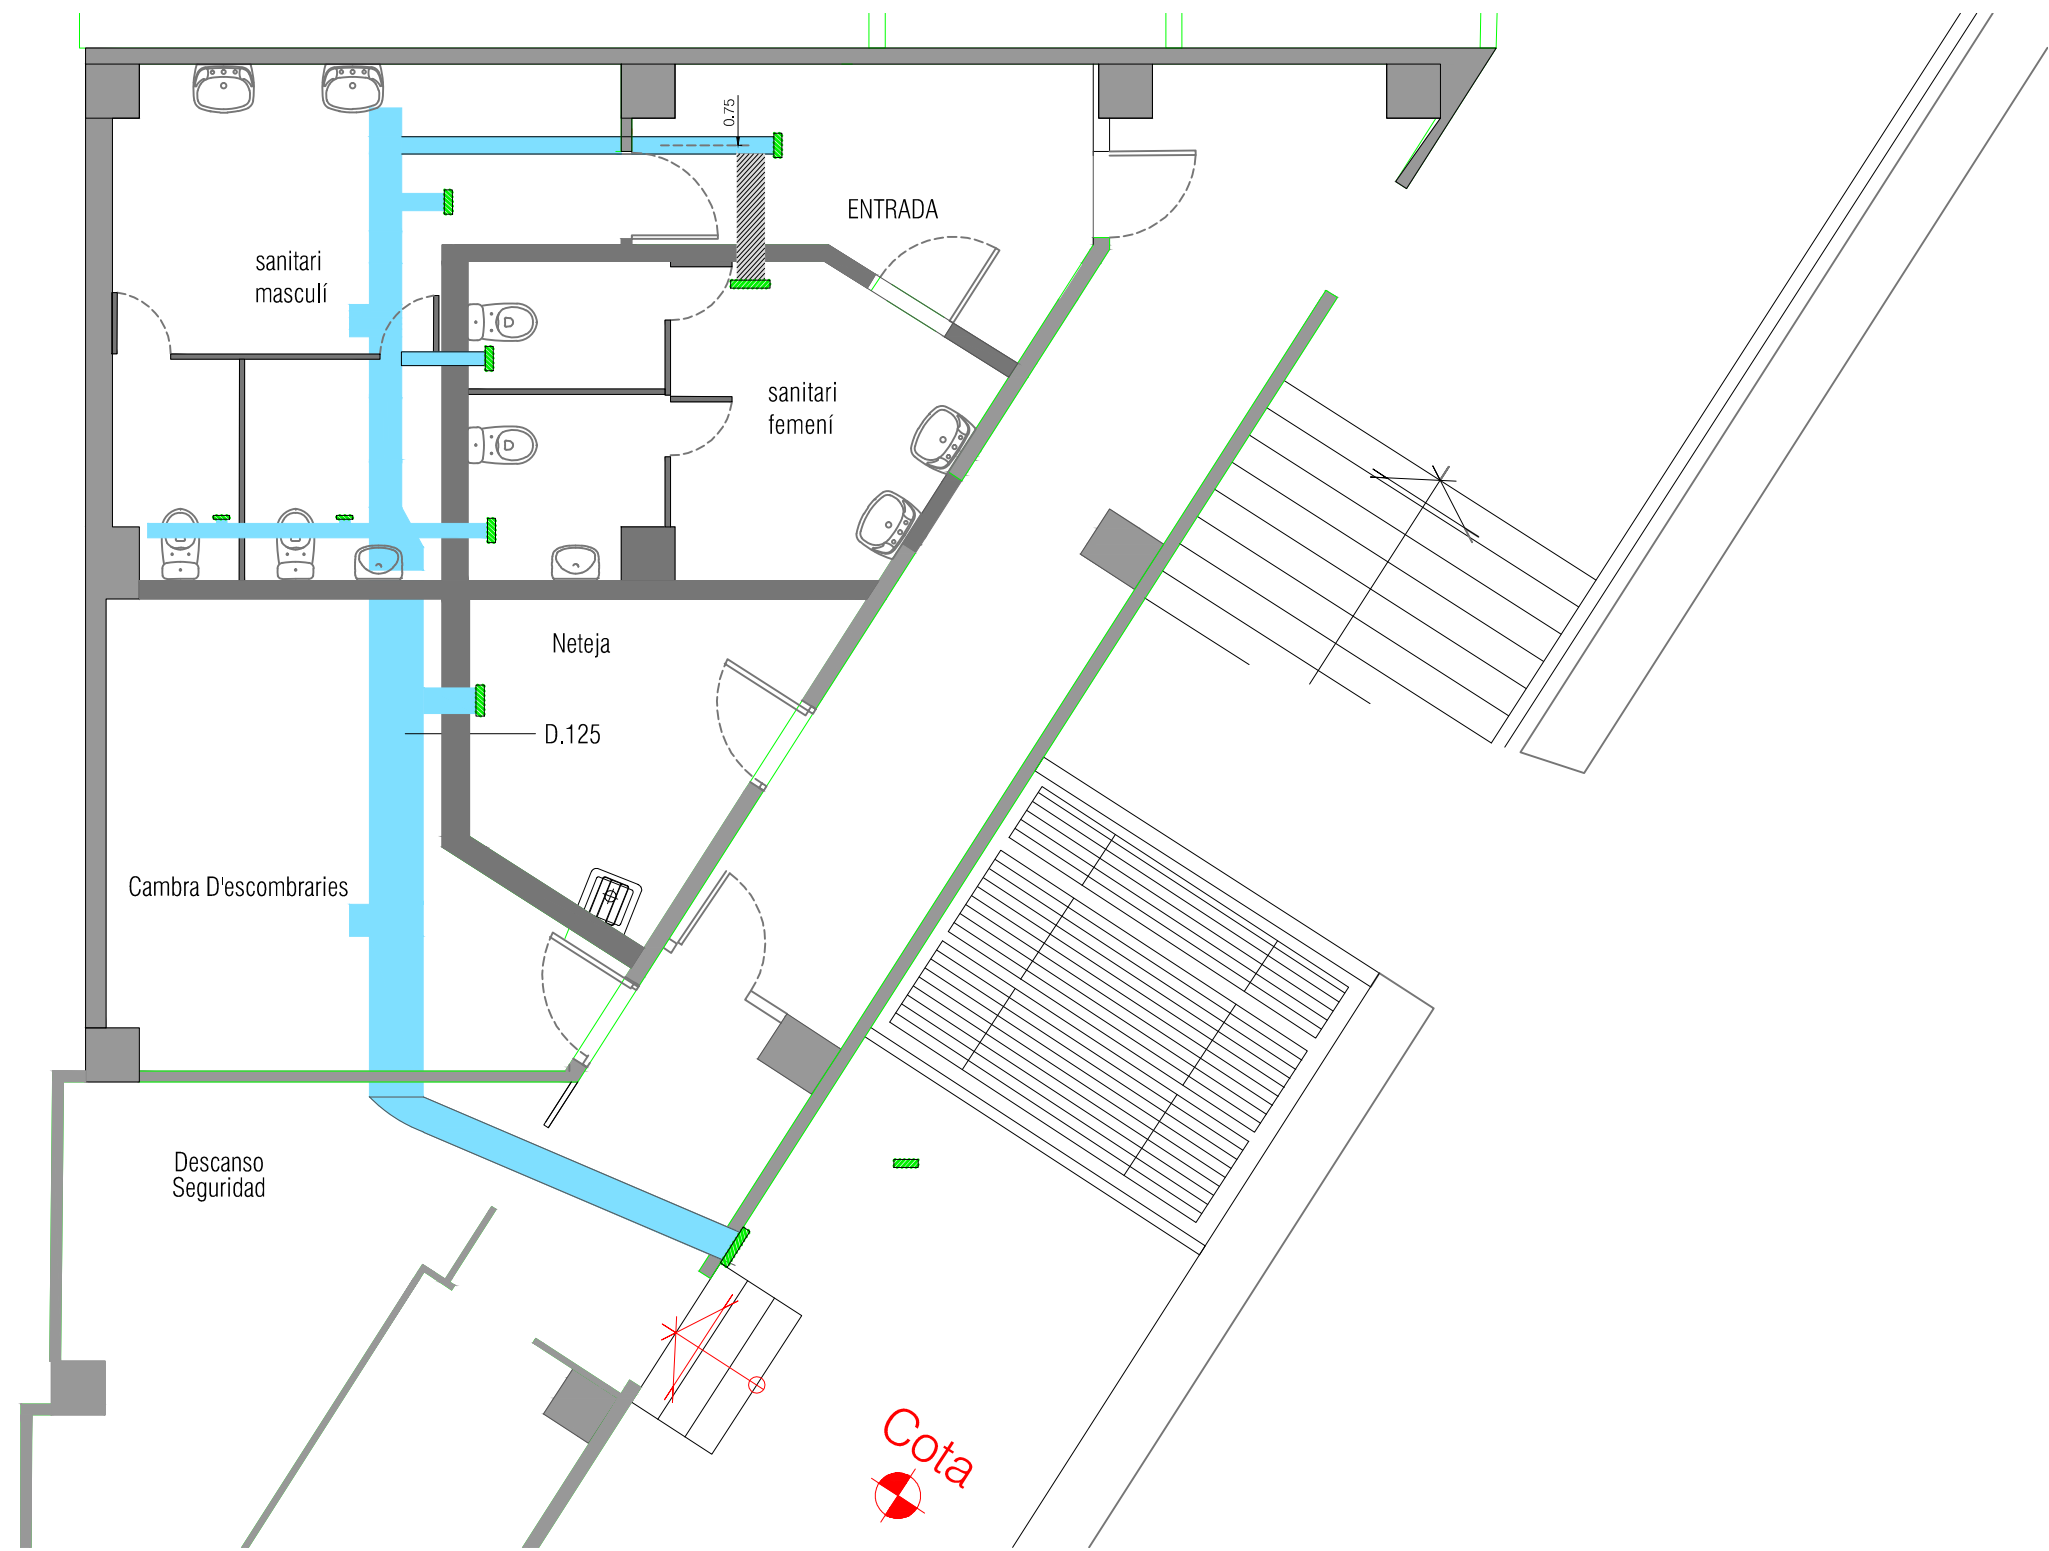 0.75
ENTRADA
sanitari
masculí
sanitari
femení
Neteja
D.125
Cambra D'escombraries
Descanso
Seguridad
Cota